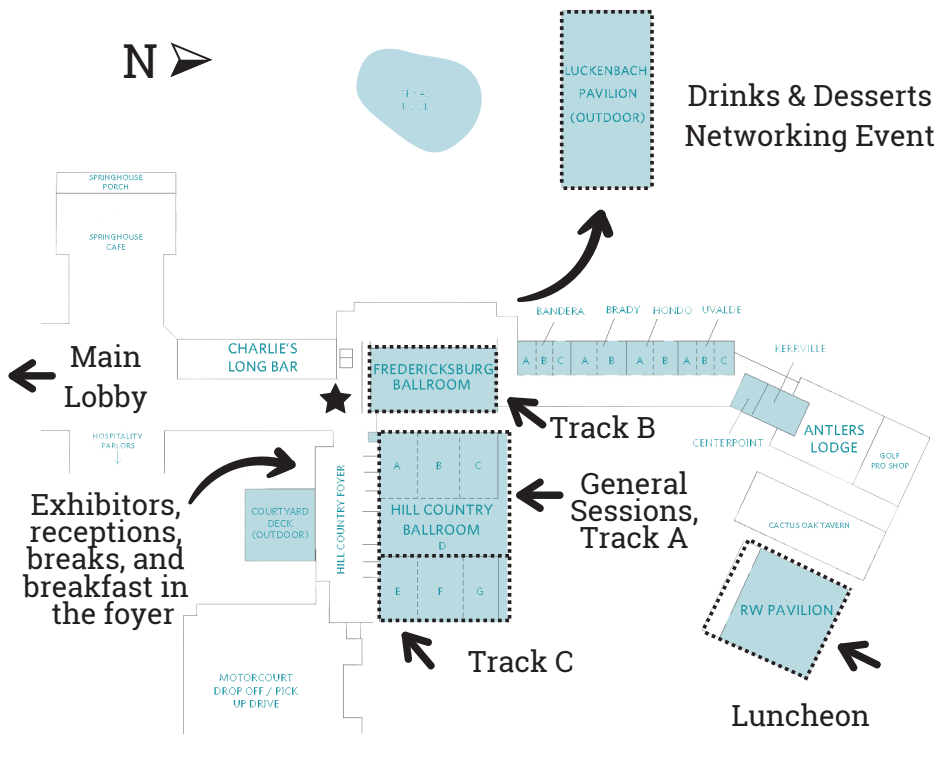 N
TEXAS
POOL
LUCKENBACH
PAVILION
(OUTDOOR)
Drinks & Desserts
Networking Event
SPRINGHOUSE
PORCH
SPRINGHOUSE
CAFE
BANDERA
BRADY
HONDO
UVALDE
CHARLIE'S
LONG BAR
Main
Lobby
FREDERICKSBURG
BALLROOM
A B C A B A B A B C
KERRVILLE
CENTERPOINT
ANTLERS
LODGE
GOLF
PRO SHOP
Track B
HOSPITALITY
PARLORS
Exhibitors,
receptions,
breaks, and
breakfast in
the foyer
COURTYARD
DECK
(OUTDOOR)
HILL COUNTRY FOYER
A B C
HILL COUNTRY
BALLROOM
D
E F G
General
Sessions,
Track A
CACTUS OAK TAVERN
RW PAVILION
Track C
Luncheon
MOTORCOURT
DROP OFF / PICK
UP DRIVE